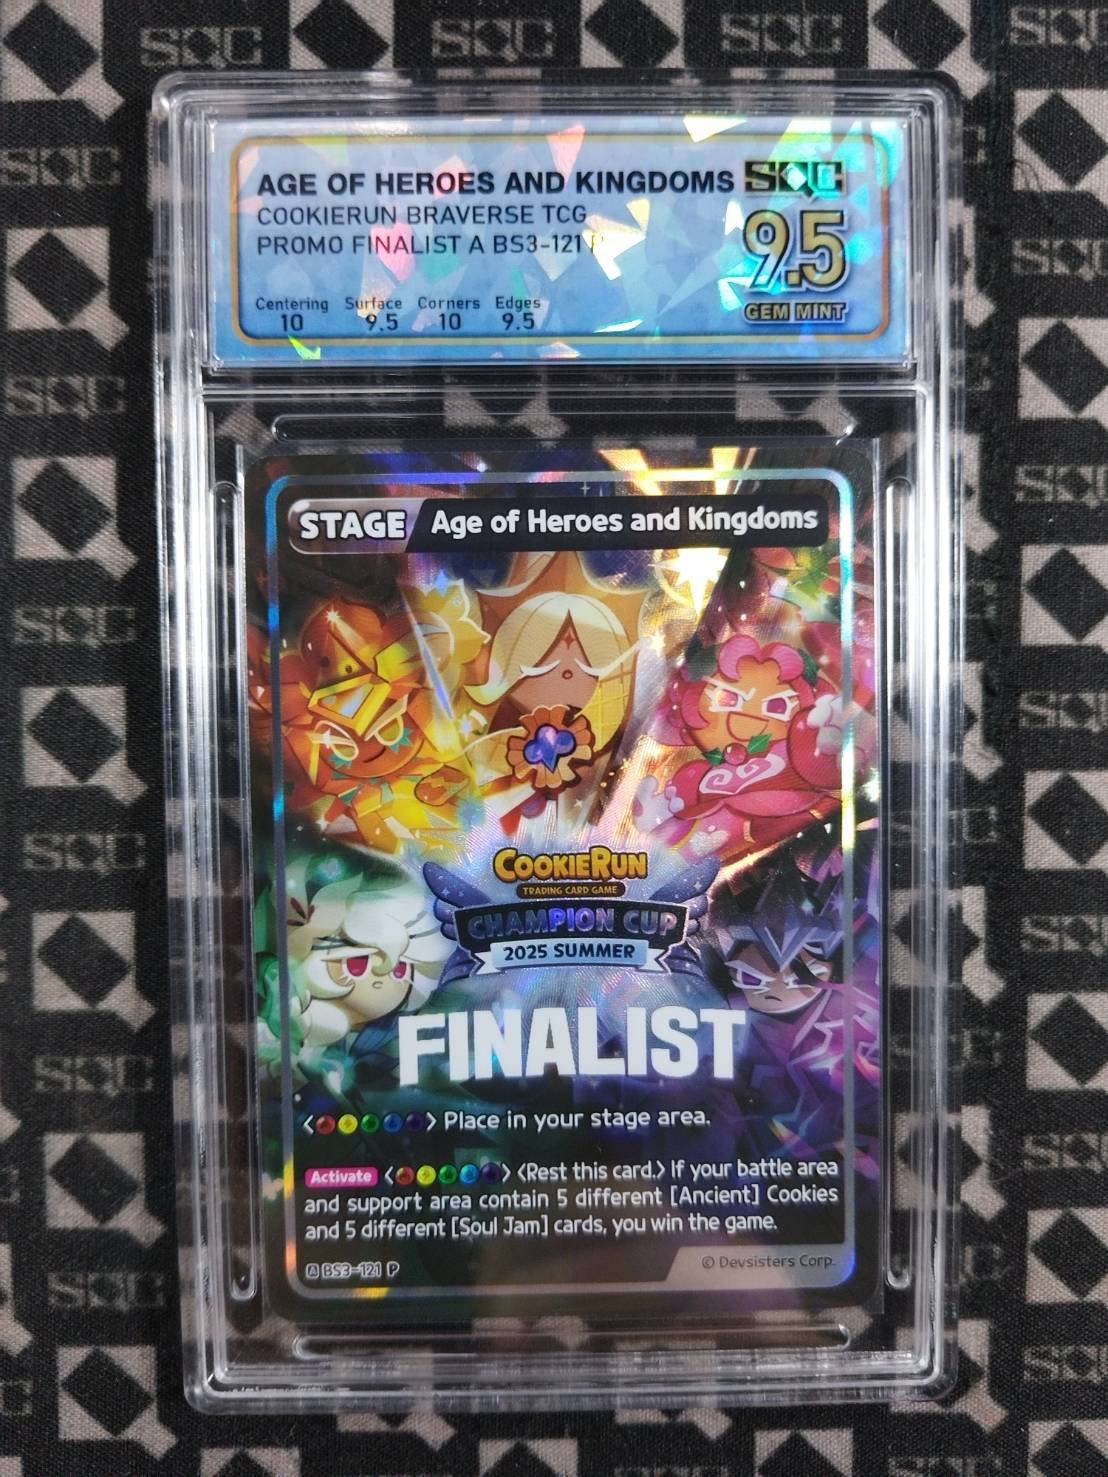 AGE OF HEROES AND KINGDOMS SQC
COOKIERUN BRAVERSE TCG
PROMO FINALIST A BS3-121 P
9.5
GEM MINT
Centering Surface Corners Edges
10 9.5 10 9.5
STAGE Age of Heroes and Kingdoms
COOKIERUN
TRADING CARD GAME
CHAMPION CUP
2025 SUMMER
FINALIST
< > Place in your stage area.
Activate < > <Rest this card.> If your battle area
and support area contain 5 different [Ancient] Cookies
and 5 different [Soul Jam] cards, you win the game.
A BS3-121 P
© Devsisters Corp.